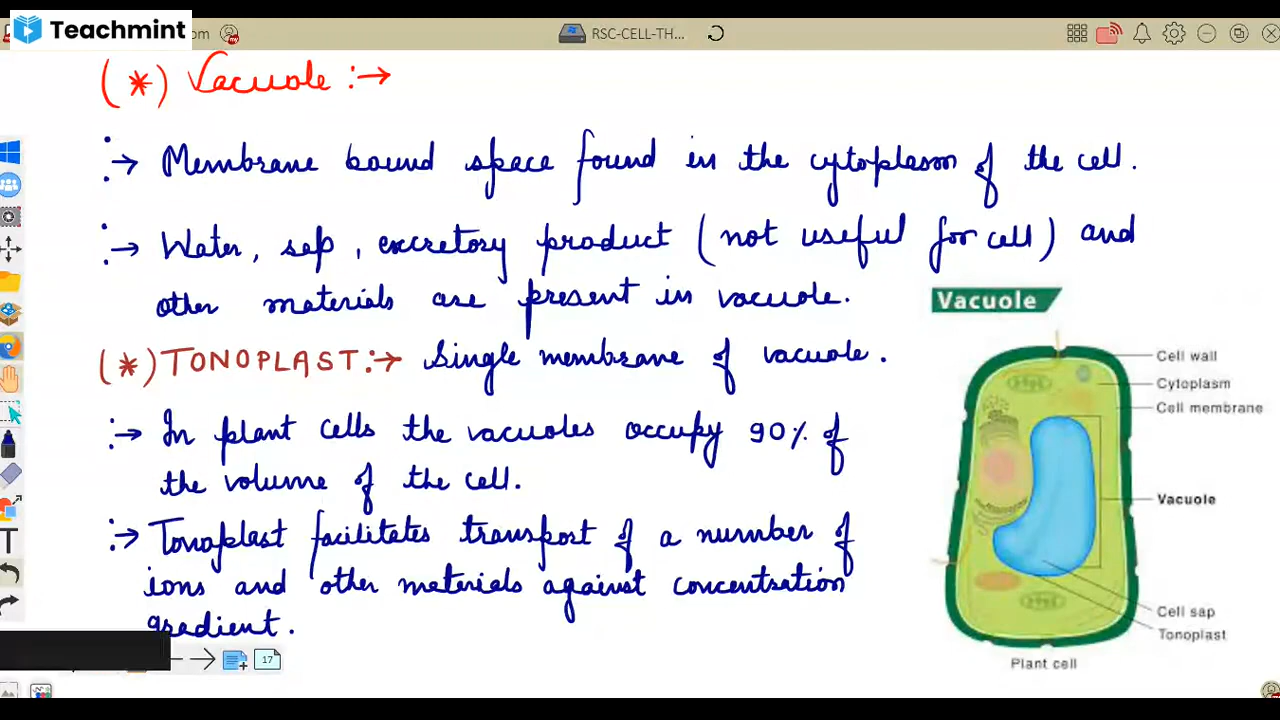 Teachmint
om
RSC-CELL-TH...
(*) Vacuole :→
:→ Membrane bound space found in the cytoplasm of the cell.
:→ Water, sap, excretory product (not useful for cell) and
other materials are present in vacuole.
(*) TONOPLAST :→ Single membrane of vacuole.
:→ In plant cells the vacuoles occupy 90% of
the volume of the cell.
:→ Tonoplast facilitates transport of a number of
ions and other materials against concentration
gradient.
Vacuole
Cell wall
Cytoplasm
Cell membrane
Vacuole
Cell sap
Tonoplast
Plant cell
T
17